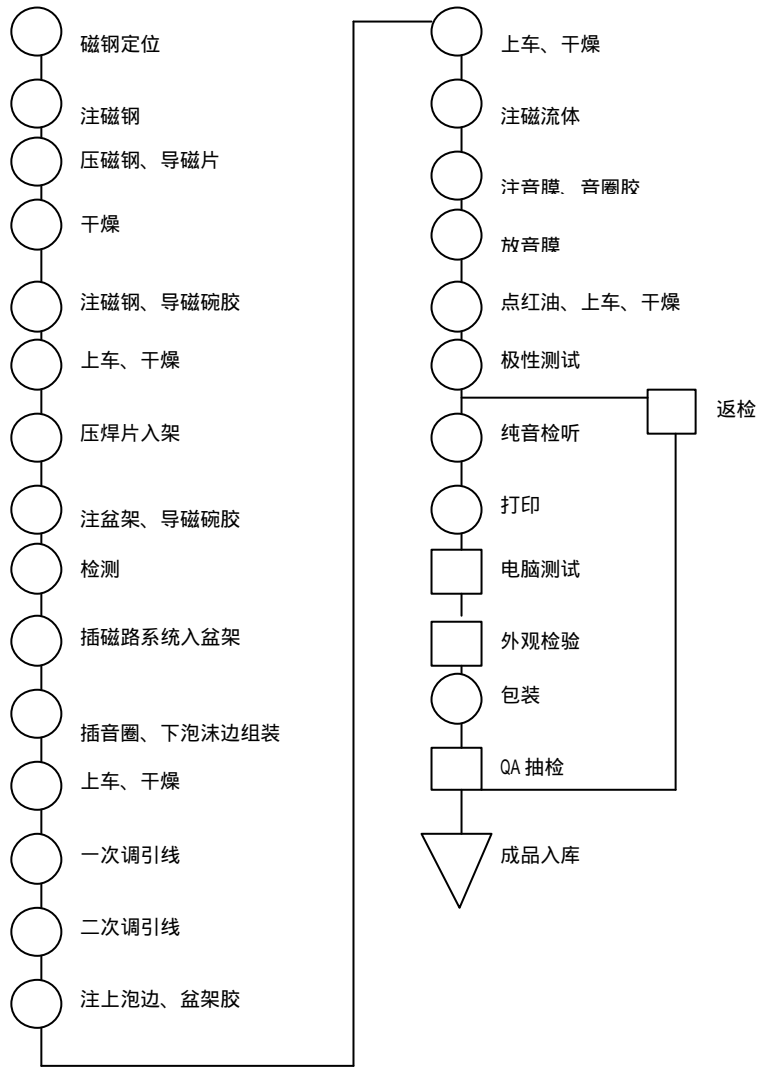 磁钢定位
注磁钢
压磁钢、导磁片
干燥
注磁钢、导磁碗胶
上车、干燥
压焊片入架
注盆架、导磁碗胶
检测
插磁路系统入盆架
插音圈、下泡沫边组装
上车、干燥
一次调引线
二次调引线
注上泡边、盆架胶
上车、干燥
注磁流体
注音膜、音圈胶
放音膜
点红油、上车、干燥
极性测试
返检
纯音检听
打印
电脑测试
外观检验
包装
QA 抽检
成品入库